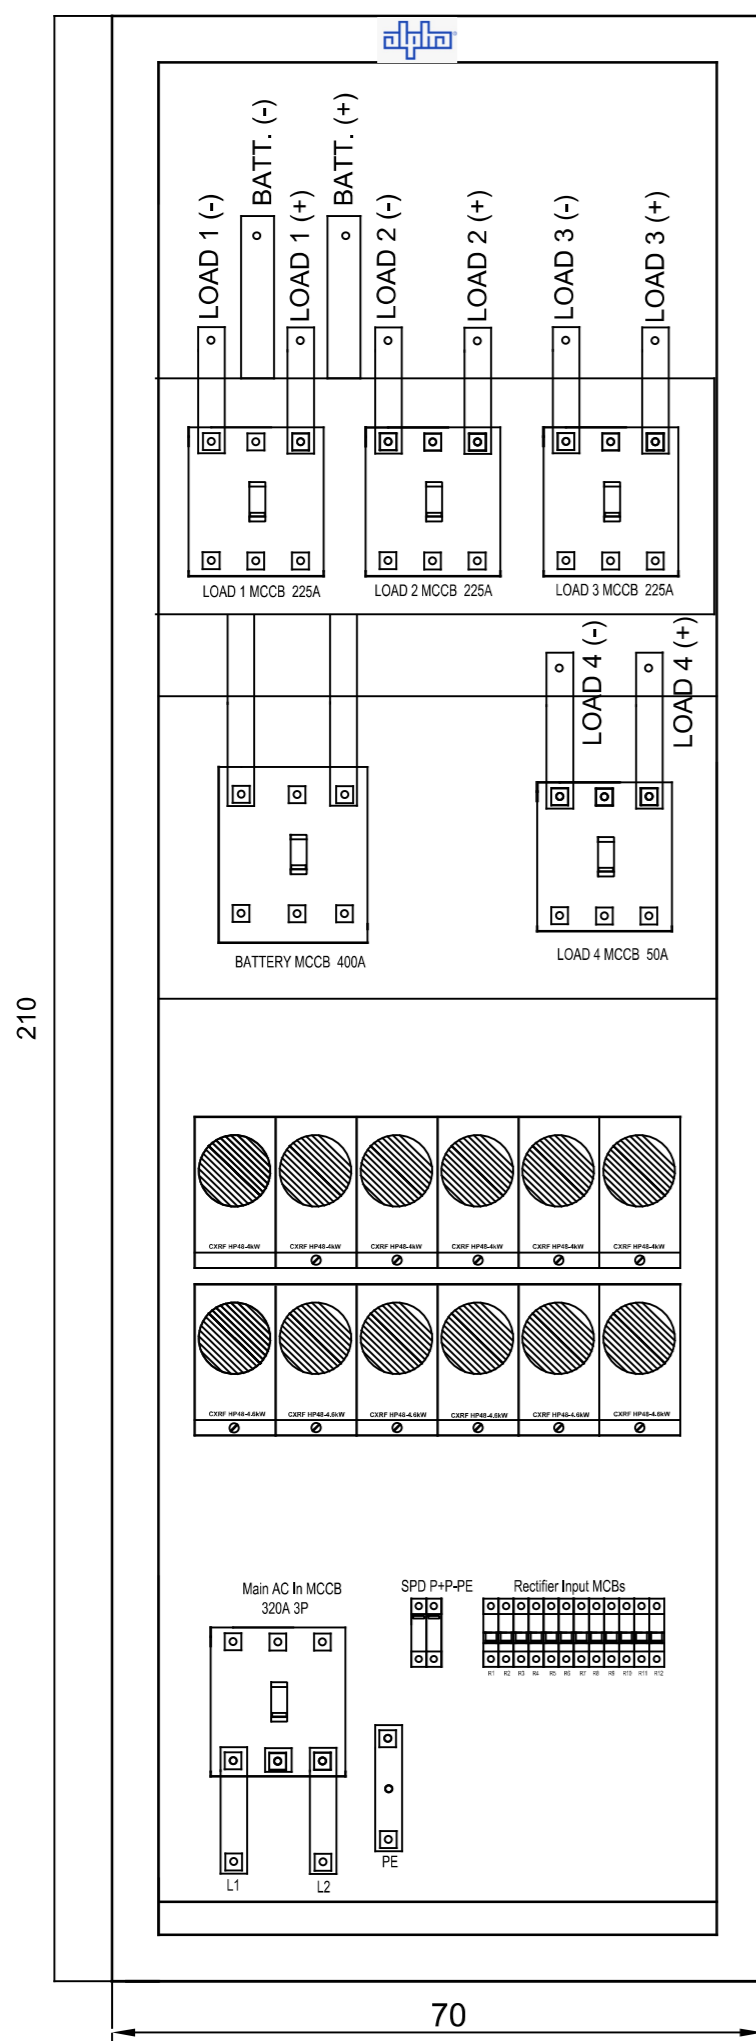 alpha
BATT. (-)
BATT. (+)
LOAD 1 (-)
LOAD 1 (+)
LOAD 2 (-)
LOAD 2 (+)
LOAD 3 (-)
LOAD 3 (+)
LOAD 1 MCCB 225A
LOAD 2 MCCB 225A
LOAD 3 MCCB 225A
LOAD 4 (-)
LOAD 4 (+)
BATTERY MCCB 400A
LOAD 4 MCCB 50A
210
CXRF HP48-4kW
CXRF HP48-4kW
CXRF HP48-4kW
CXRF HP48-4kW
CXRF HP48-4kW
CXRF HP48-4kW
CXRF HP48-4.6kW
CXRF HP48-4.6kW
CXRF HP48-4.6kW
CXRF HP48-4.6kW
CXRF HP48-4.6kW
CXRF HP48-4.6kW
Main AC In MCCB
320A 3P
SPD P+P-PE
Rectifier Input MCBs
R1 R2 R3 R4 R5 R6 R7 R8 R9 R10 R11 R12
PE
L1
L2
70